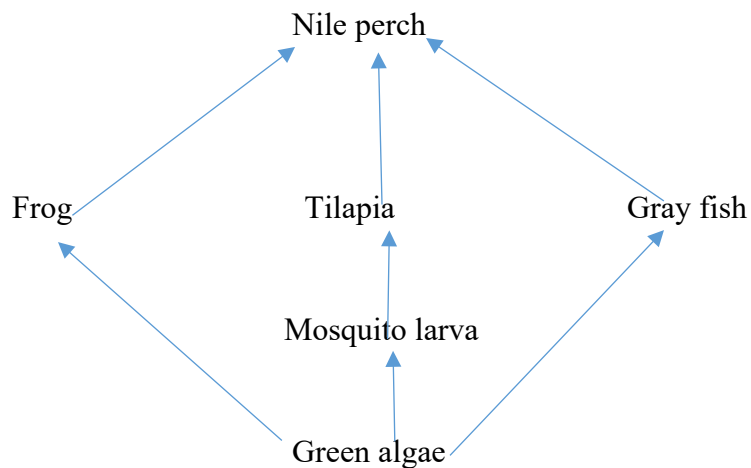 Nile perch
Frog Tilapia Gray fish
Mosquito larva
Green algae